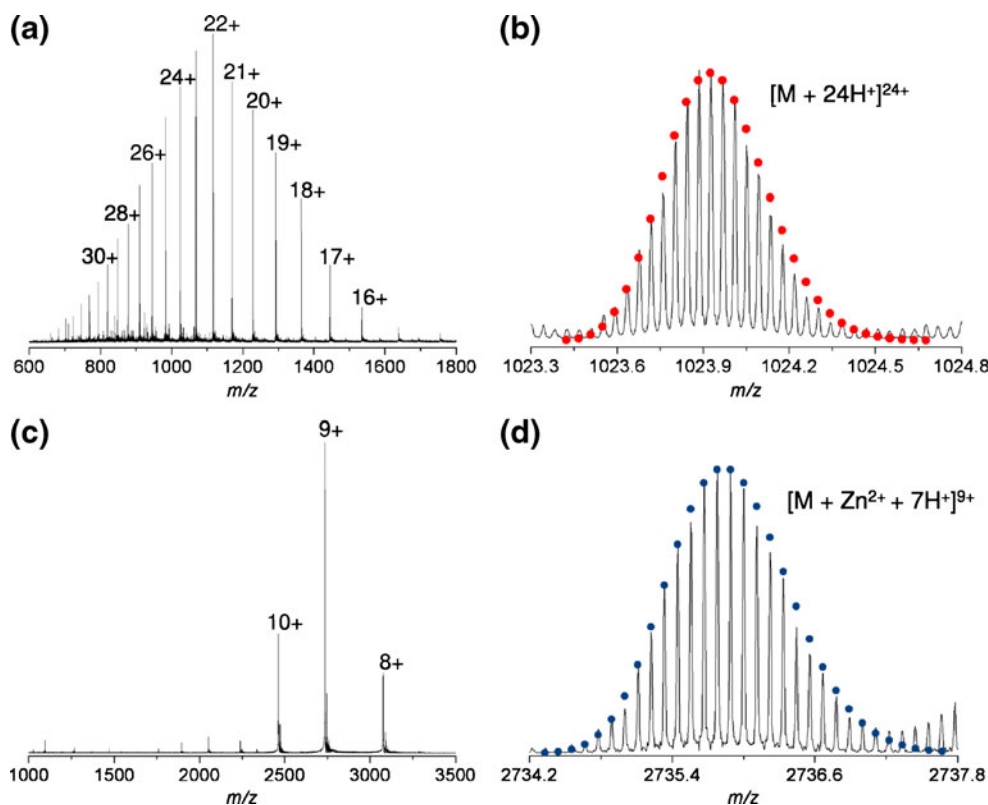 (a)
22+
24+
21+
20+
26+
19+
28+
18+
30+
17+
16+
600 800 1000 1200 1400 1600 1800
m/z
(b)
[M + 24H⁺]²⁴⁺
1023.3 1023.6 1023.9 1024.2 1024.5 1024.8
m/z
(c)
9+
10+
8+
1000 1500 2000 2500 3000 3500
m/z
(d)
[M + Zn²⁺ + 7H⁺]⁹⁺
2734.2 2735.4 2736.6 2737.8
m/z